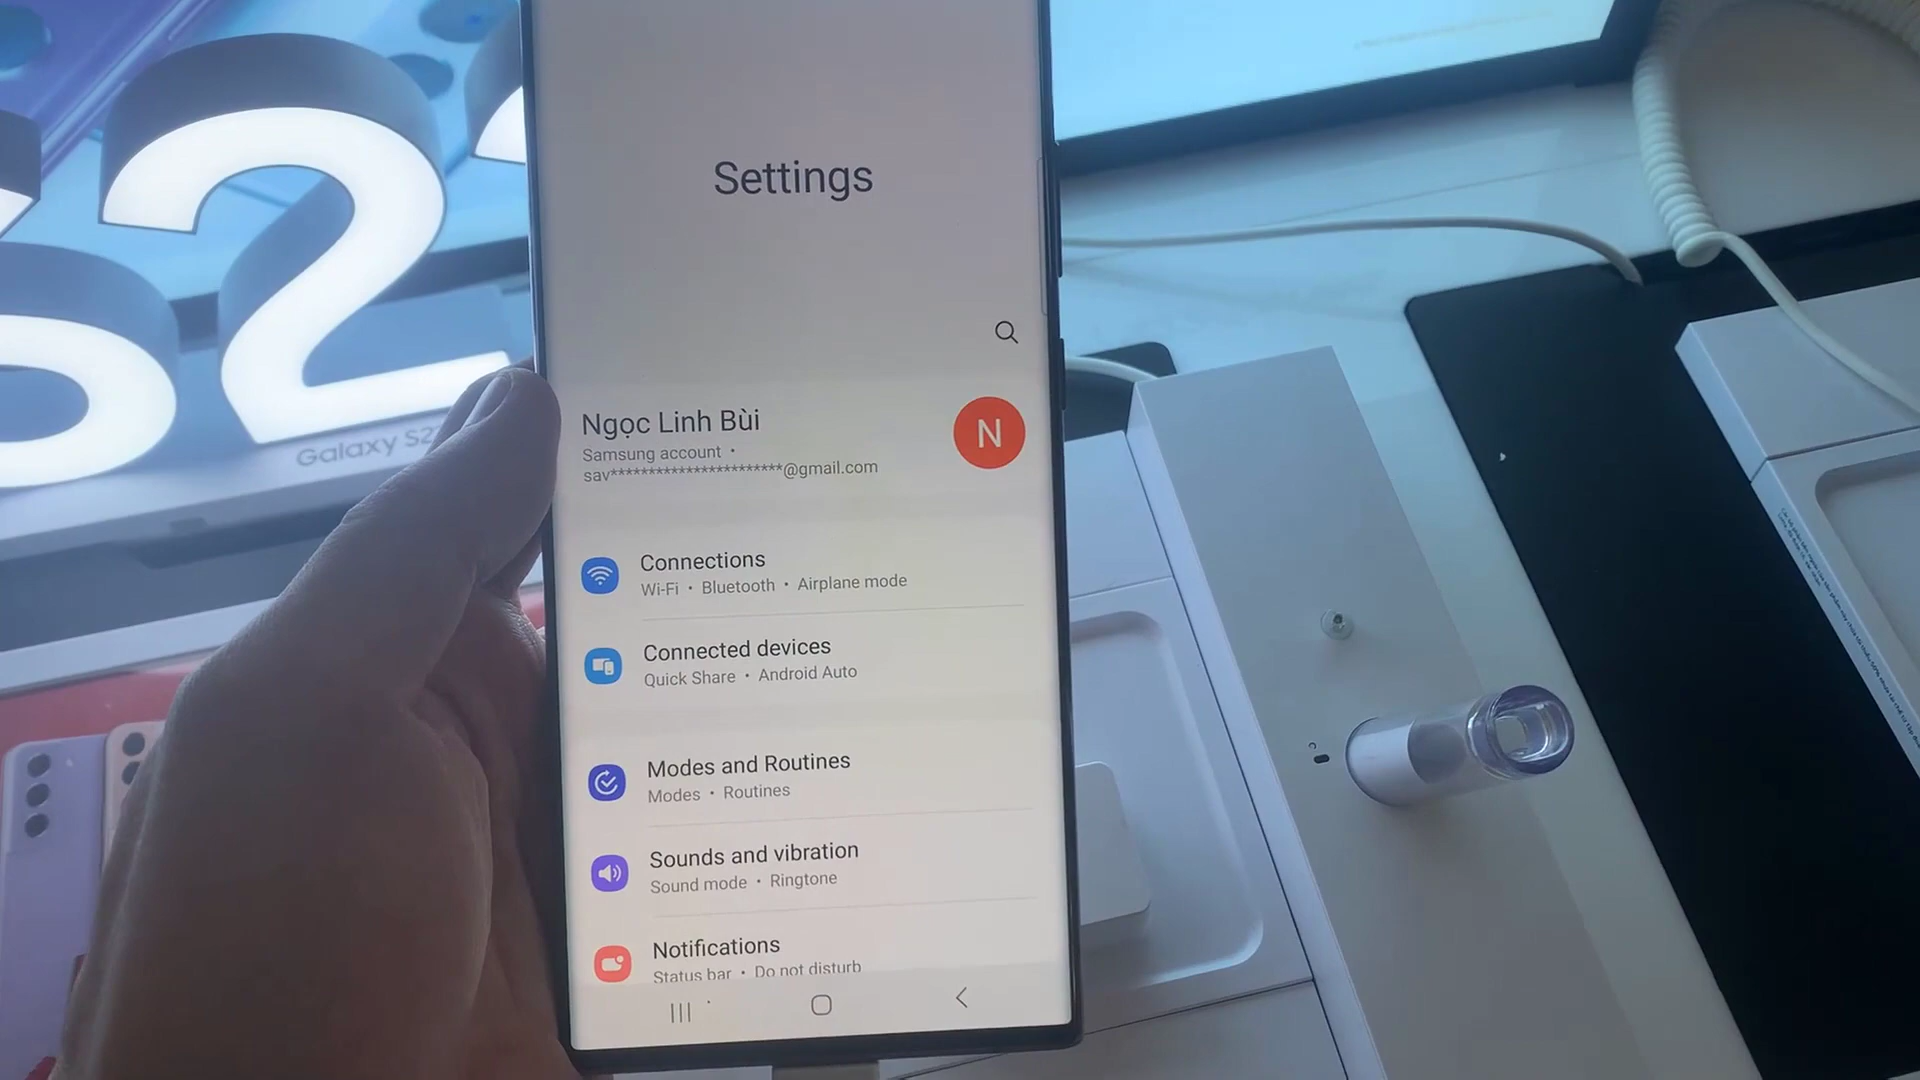 S22
Galaxy S22
Settings
Ngọc Linh Bùi
N
Samsung account •
sav***********************@gmail.com
Connections
Wi-Fi • Bluetooth • Airplane mode
Connected devices
Quick Share • Android Auto
Modes and Routines
Modes • Routines
Sounds and vibration
Sound mode • Ringtone
Notifications
Status bar • Do not disturb